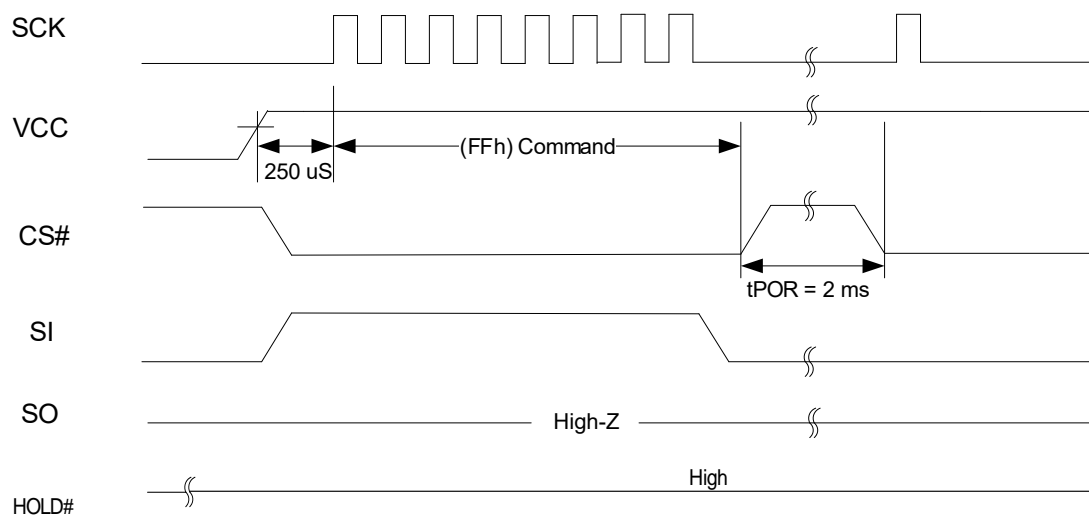 SCK
VCC
(FFh) Command
250 uS
CS#
tPOR = 2 ms
SI
SO
High-Z
High
HOLD#